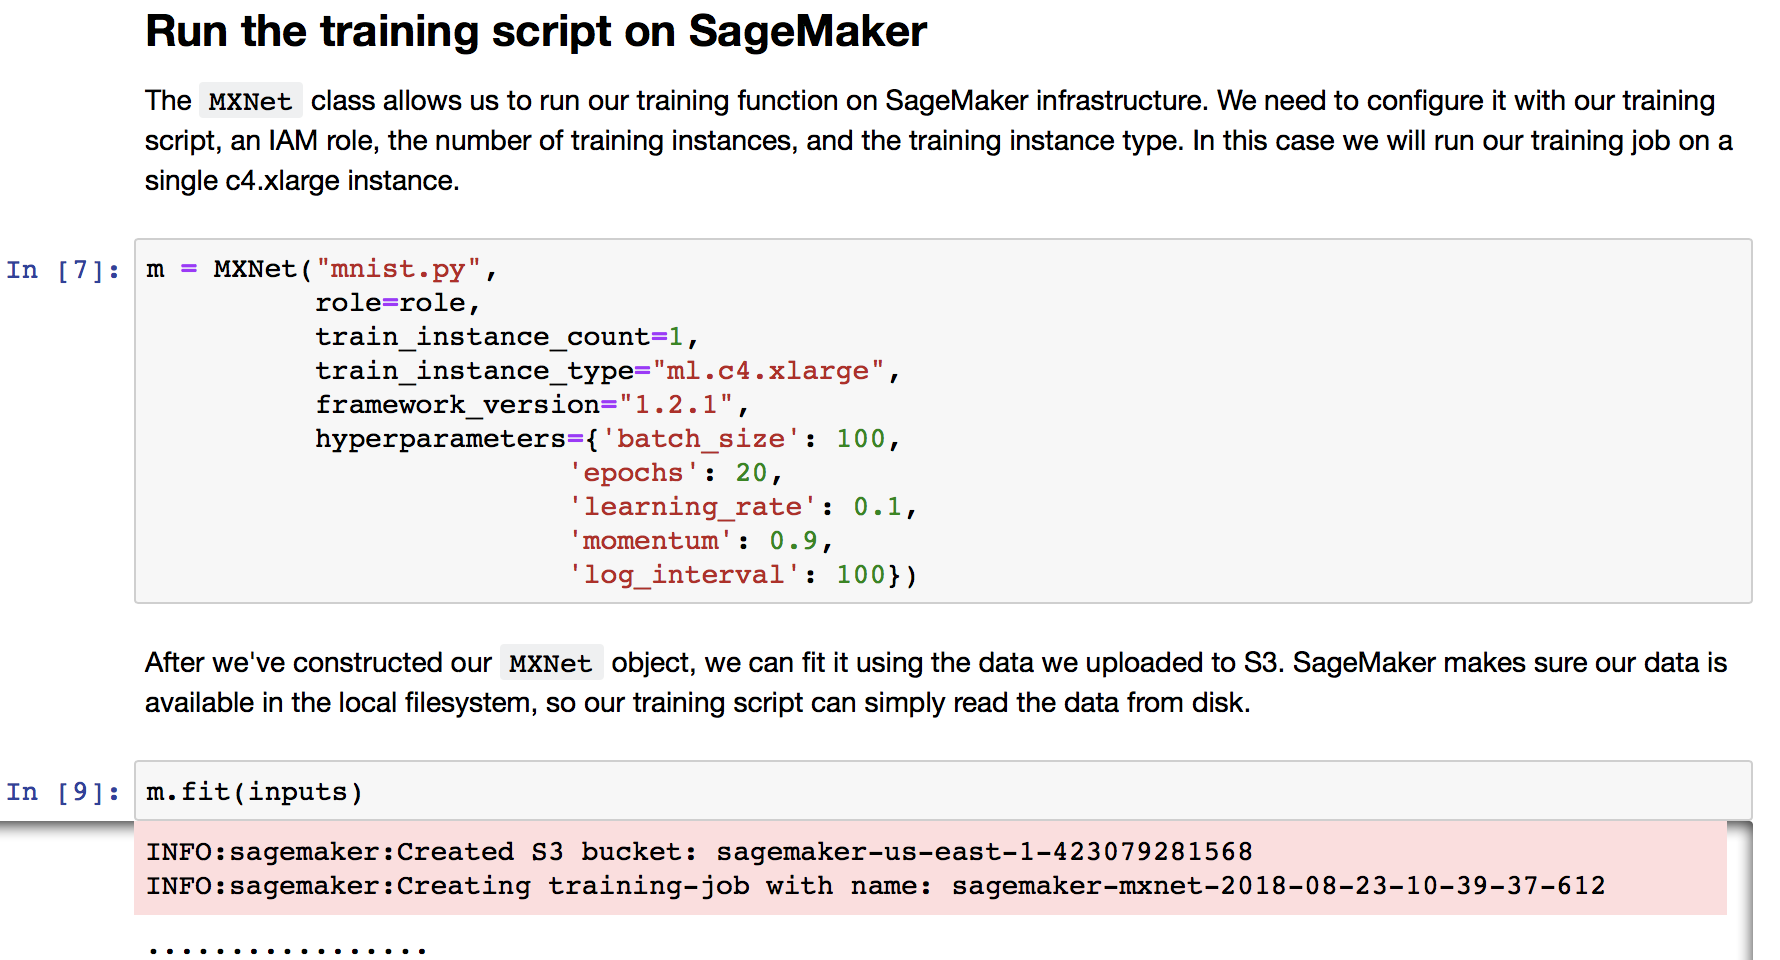 Run the training script on SageMaker
The MXNet class allows us to run our training function on SageMaker infrastructure. We need to configure it with our training
script, an IAM role, the number of training instances, and the training instance type. In this case we will run our training job on a
single c4.xlarge instance.
In [7]: m = MXNet("mnist.py",
role=role,
train_instance_count=1,
train_instance_type="ml.c4.xlarge",
framework_version="1.2.1",
hyperparameters={'batch_size': 100,
'epochs': 20,
'learning_rate': 0.1,
'momentum': 0.9,
'log_interval': 100})
After we've constructed our MXNet object, we can fit it using the data we uploaded to S3. SageMaker makes sure our data is
available in the local filesystem, so our training script can simply read the data from disk.
In [9]: m.fit(inputs)
INFO:sagemaker:Created S3 bucket: sagemaker-us-east-1-423079281568
INFO:sagemaker:Creating training-job with name: sagemaker-mxnet-2018-08-23-10-39-37-612
.................